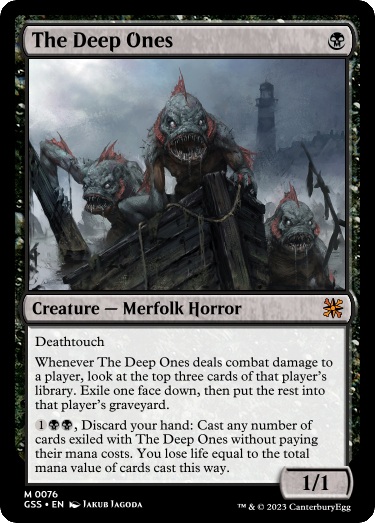 The Deep Ones
Creature — Merfolk Horror
Deathtouch
Whenever The Deep Ones deals combat damage to
a player, look at the top three cards of that player's
library. Exile one face down, then put the rest into
that player's graveyard.
1, Discard your hand: Cast any number of
cards exiled with The Deep Ones without paying
their mana costs. You lose life equal to the total
mana value of cards cast this way.
1/1
M 0076
GSS • EN JAKUB JAGODA
™ & © 2023 CanterburyEgg